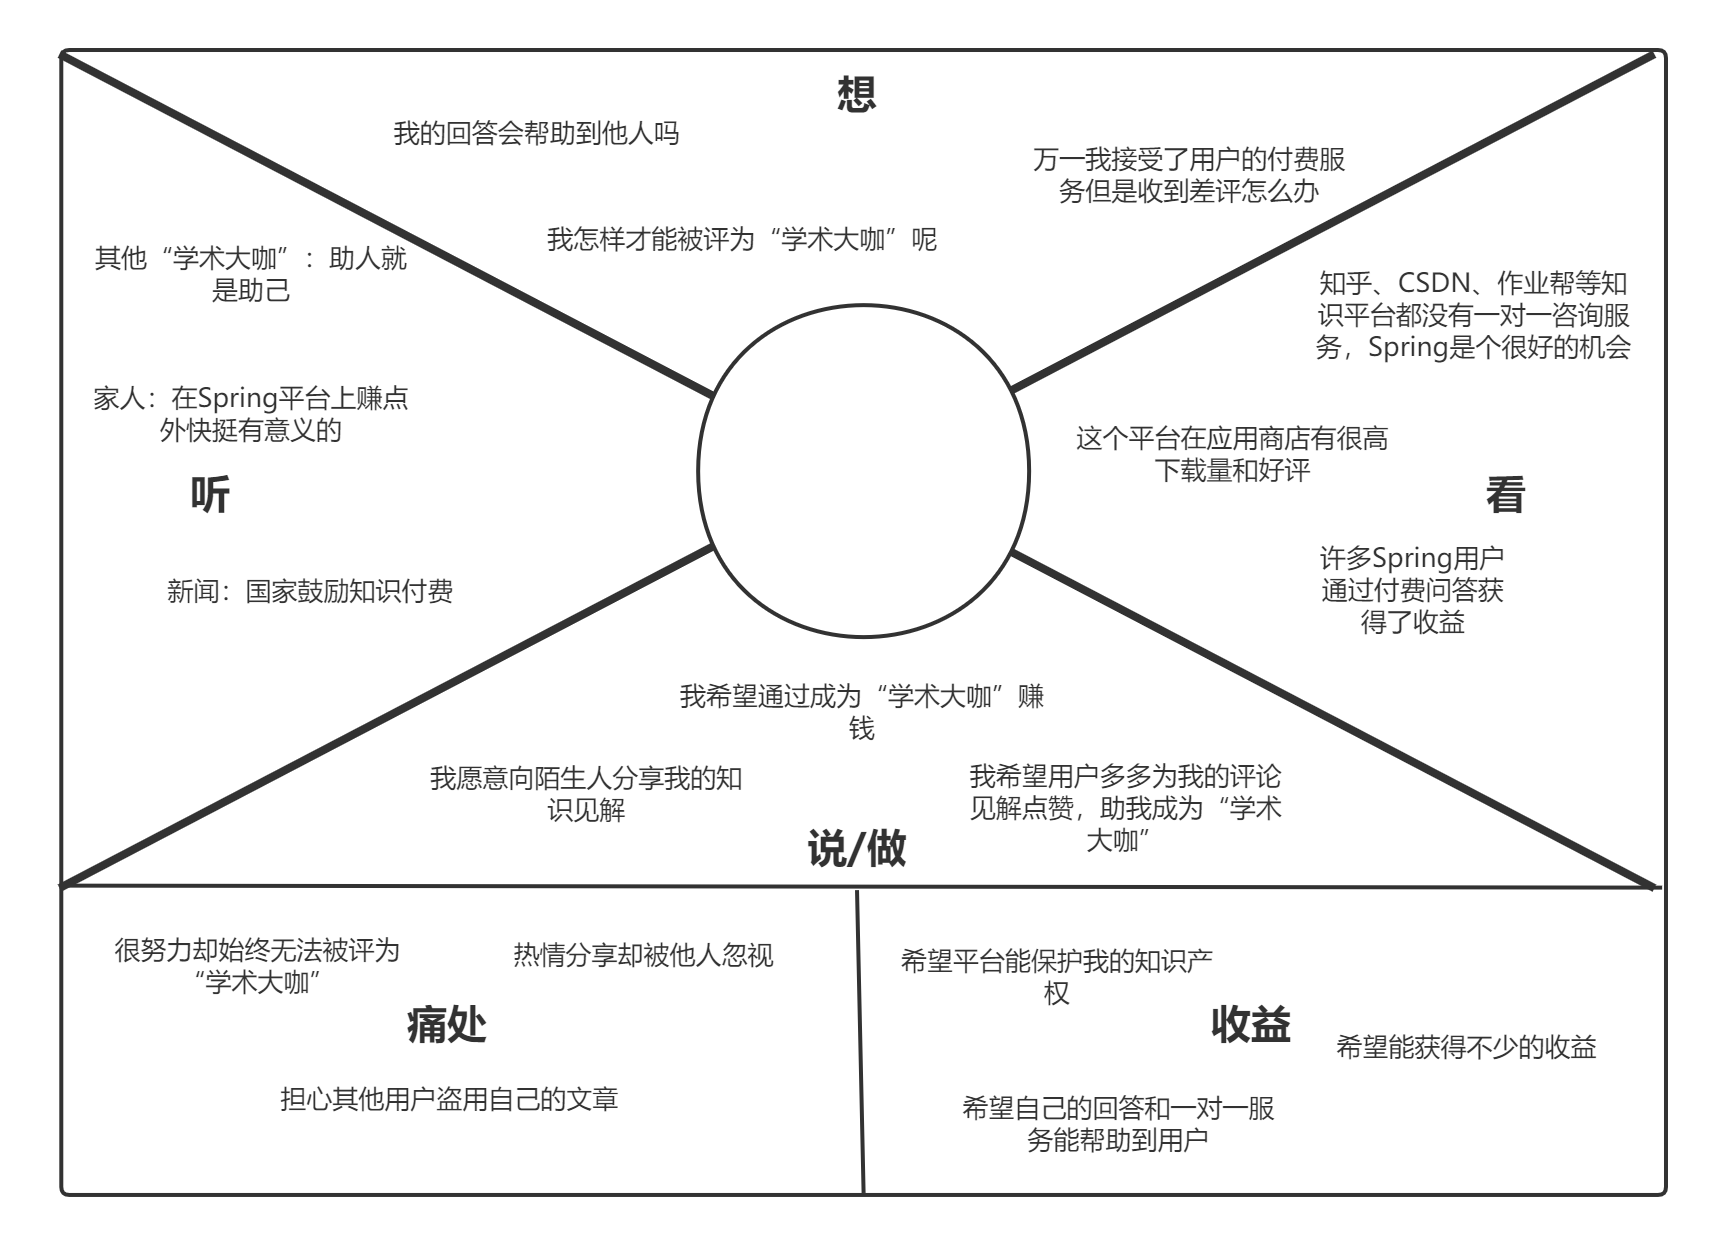 想
我的回答会帮助到他人吗
万一我接受了用户的付费服
务但是收到差评怎么办
我怎样才能被评为“学术大咖”呢
其他“学术大咖”：助人就
是助己
家人：在Spring平台上赚点
外快挺有意义的
听
新闻：国家鼓励知识付费
知乎、CSDN、作业帮等知
识平台都没有一对一咨询服
务，Spring是个很好的机会
这个平台在应用商店有很高
下载量和好评
看
许多Spring用户
通过付费问答获
得了收益
我希望通过成为“学术大咖”赚
钱
我愿意向陌生人分享我的知
识见解
我希望用户多多为我的评论
见解点赞，助我成为“学术
大咖”
说/做
很努力却始终无法被评为
“学术大咖”
热情分享却被他人忽视
痛处
担心其他用户盗用自己的文章
希望平台能保护我的知识产
权
收益
希望能获得不少的收益
希望自己的回答和一对一服
务能帮助到用户